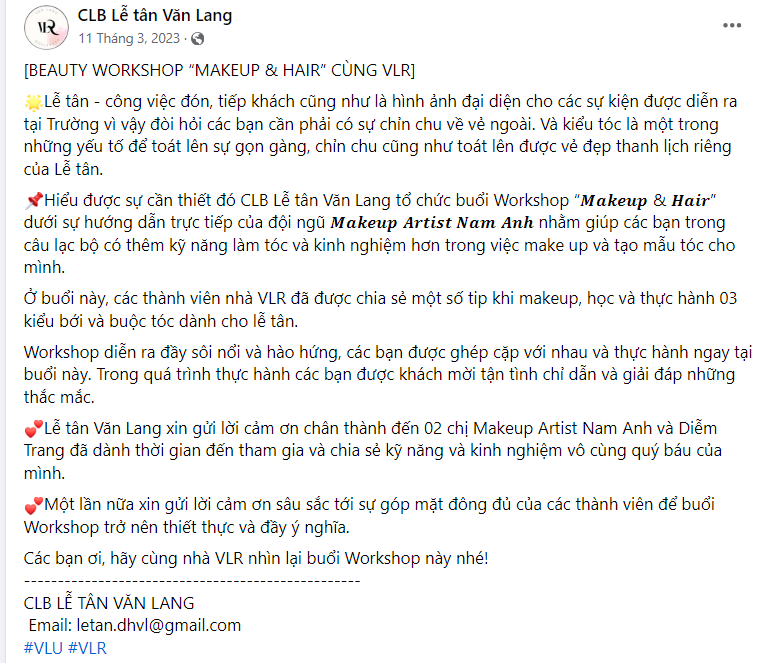 VLR
CLB Lễ tân Văn Lang
11 Tháng 3, 2023 ·
[BEAUTY WORKSHOP “MAKEUP & HAIR” CÙNG VLR]
🌟Lễ tân - công việc đón, tiếp khách cũng như là hình ảnh đại diện cho các sự kiện được diễn ra
tại Trường vì vậy đòi hỏi các bạn cần phải có sự chỉn chu về vẻ ngoài. Và kiểu tóc là một trong
những yếu tố để toát lên sự gọn gàng, chỉn chu cũng như toát lên được vẻ đẹp thanh lịch riêng
của Lễ tân.
📌Hiểu được sự cần thiết đó CLB Lễ tân Văn Lang tổ chức buổi Workshop “𝑴𝒂𝒌𝒆𝒖𝒑 & 𝑯𝒂𝒊𝒓”
dưới sự hướng dẫn trực tiếp của đội ngũ 𝑴𝒂𝒌𝒆𝒖𝒑 𝑨𝒓𝒕𝒊𝒔𝒕 𝑵𝒂𝒎 𝑨𝒏𝒉 nhằm giúp các bạn trong
câu lạc bộ có thêm kỹ năng làm tóc và kinh nghiệm hơn trong việc make up và tạo mẫu tóc cho
mình.
Ở buổi này, các thành viên nhà VLR đã được chia sẻ một số tip khi makeup, học và thực hành 03
kiểu bới và buộc tóc dành cho lễ tân.
Workshop diễn ra đầy sôi nổi và hào hứng, các bạn được ghép cặp với nhau và thực hành ngay tại
buổi này. Trong quá trình thực hành các bạn được khách mời tận tình chỉ dẫn và giải đáp những
thắc mắc.
💕Lễ tân Văn Lang xin gửi lời cảm ơn chân thành đến 02 chị Makeup Artist Nam Anh và Diễm
Trang đã dành thời gian đến tham gia và chia sẻ kỹ năng và kinh nghiệm vô cùng quý báu của
mình.
💕Một lần nữa xin gửi lời cảm ơn sâu sắc tới sự góp mặt đông đủ của các thành viên để buổi
Workshop trở nên thiết thực và đầy ý nghĩa.
Các bạn ơi, hãy cùng nhà VLR nhìn lại buổi Workshop này nhé!
--------------------------------------------------
CLB LỄ TÂN VĂN LANG
Email: letan.dhvl@gmail.com
#VLU #VLR